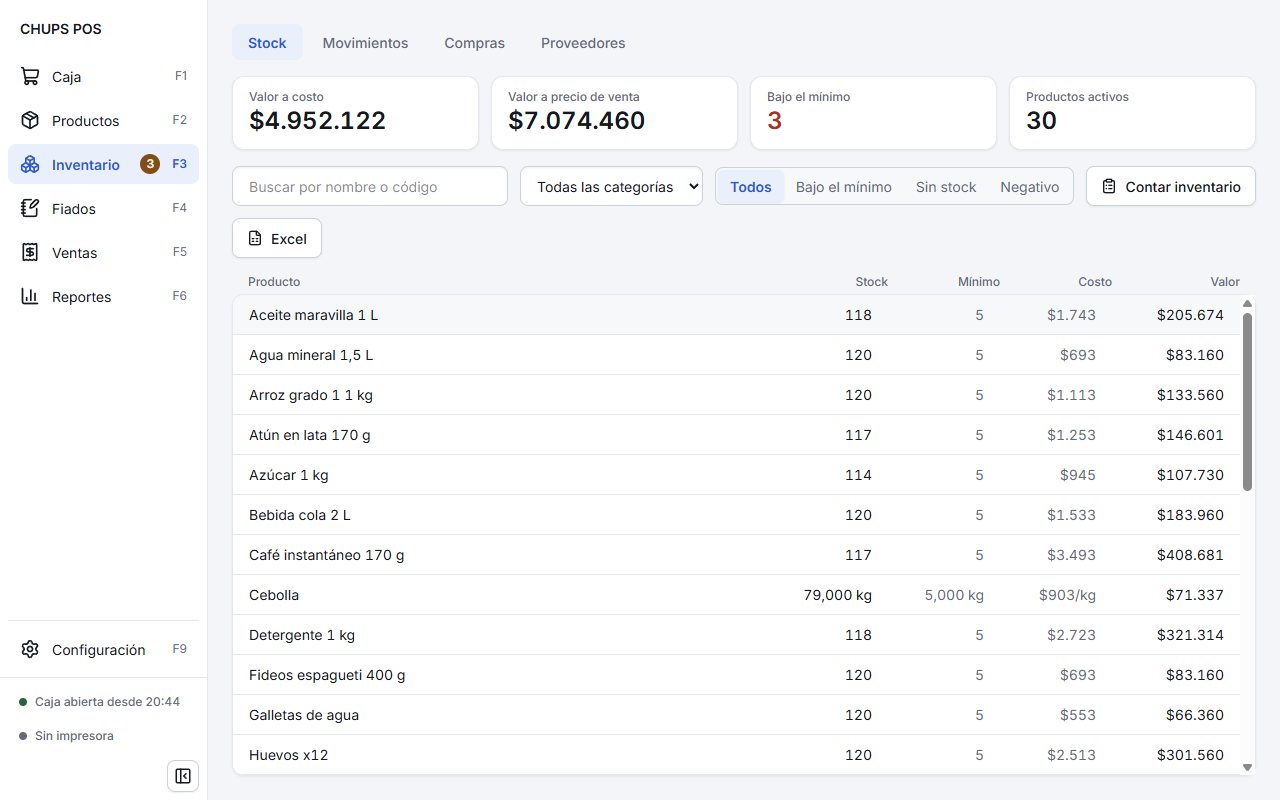 CHUPS POS
Caja F1
Productos F2
Inventario 3 F3
Fiados F4
Ventas F5
Reportes F6
Configuración F9
Caja abierta desde 20:44
Sin impresora
Stock Movimientos Compras Proveedores
Valor a costo
$4.952.122
Valor a precio de venta
$7.074.460
Bajo el mínimo
3
Productos activos
30
Buscar por nombre o código
Todas las categorías
Todos Bajo el mínimo Sin stock Negativo
Contar inventario
Excel
Producto Stock Mínimo Costo Valor
Aceite maravilla 1 L 118 5 $1.743 $205.674
Agua mineral 1,5 L 120 5 $693 $83.160
Arroz grado 1 1 kg 120 5 $1.113 $133.560
Atún en lata 170 g 117 5 $1.253 $146.601
Azúcar 1 kg 114 5 $945 $107.730
Bebida cola 2 L 120 5 $1.533 $183.960
Café instantáneo 170 g 117 5 $3.493 $408.681
Cebolla 79,000 kg 5,000 kg $903/kg $71.337
Detergente 1 kg 118 5 $2.723 $321.314
Fideos espagueti 400 g 120 5 $693 $83.160
Galletas de agua 120 5 $553 $66.360
Huevos x12 120 5 $2.513 $301.560